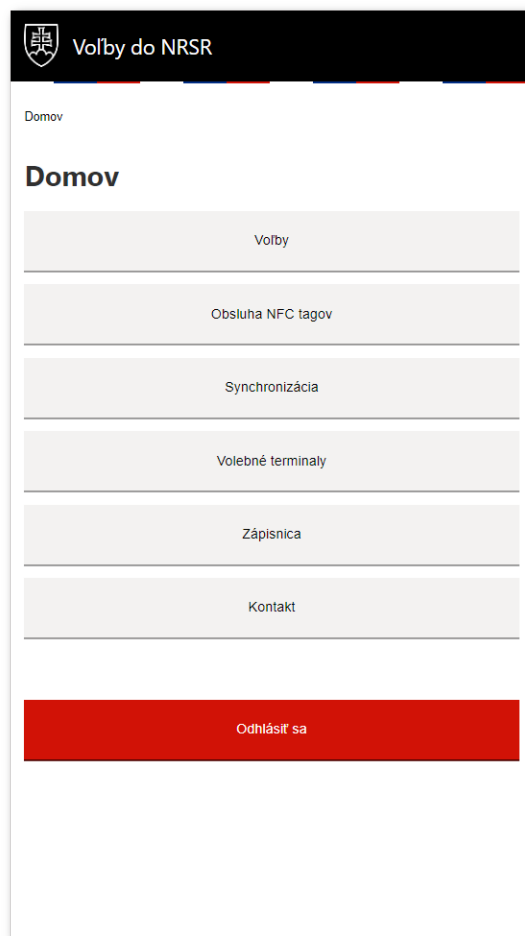 Voľby do NRSR
Domov
Domov
Voľby
Obsluha NFC tagov
Synchronizácia
Volebné terminaly
Zápisnica
Kontakt
Odhlásiť sa